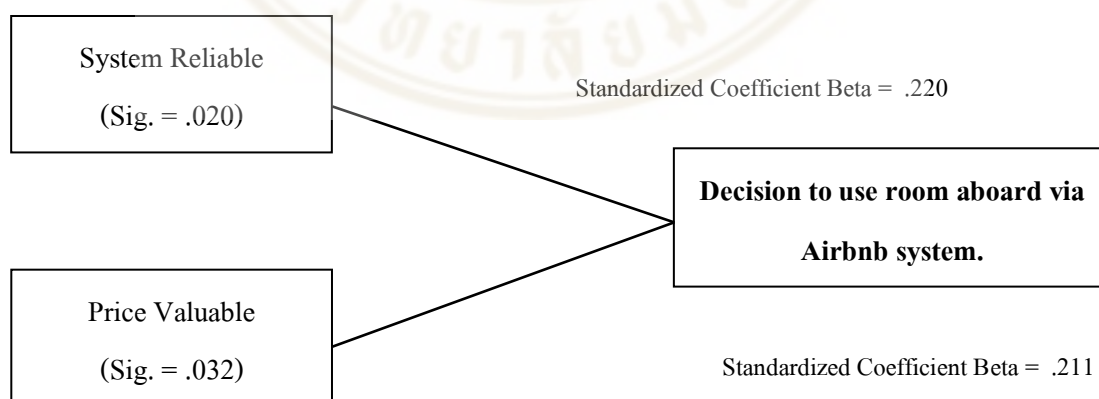 System Reliable
(Sig. = .020)
Standardized Coefficient Beta = .220
Decision to use room aboard via
Airbnb system.
Price Valuable
(Sig. = .032)
Standardized Coefficient Beta = .211